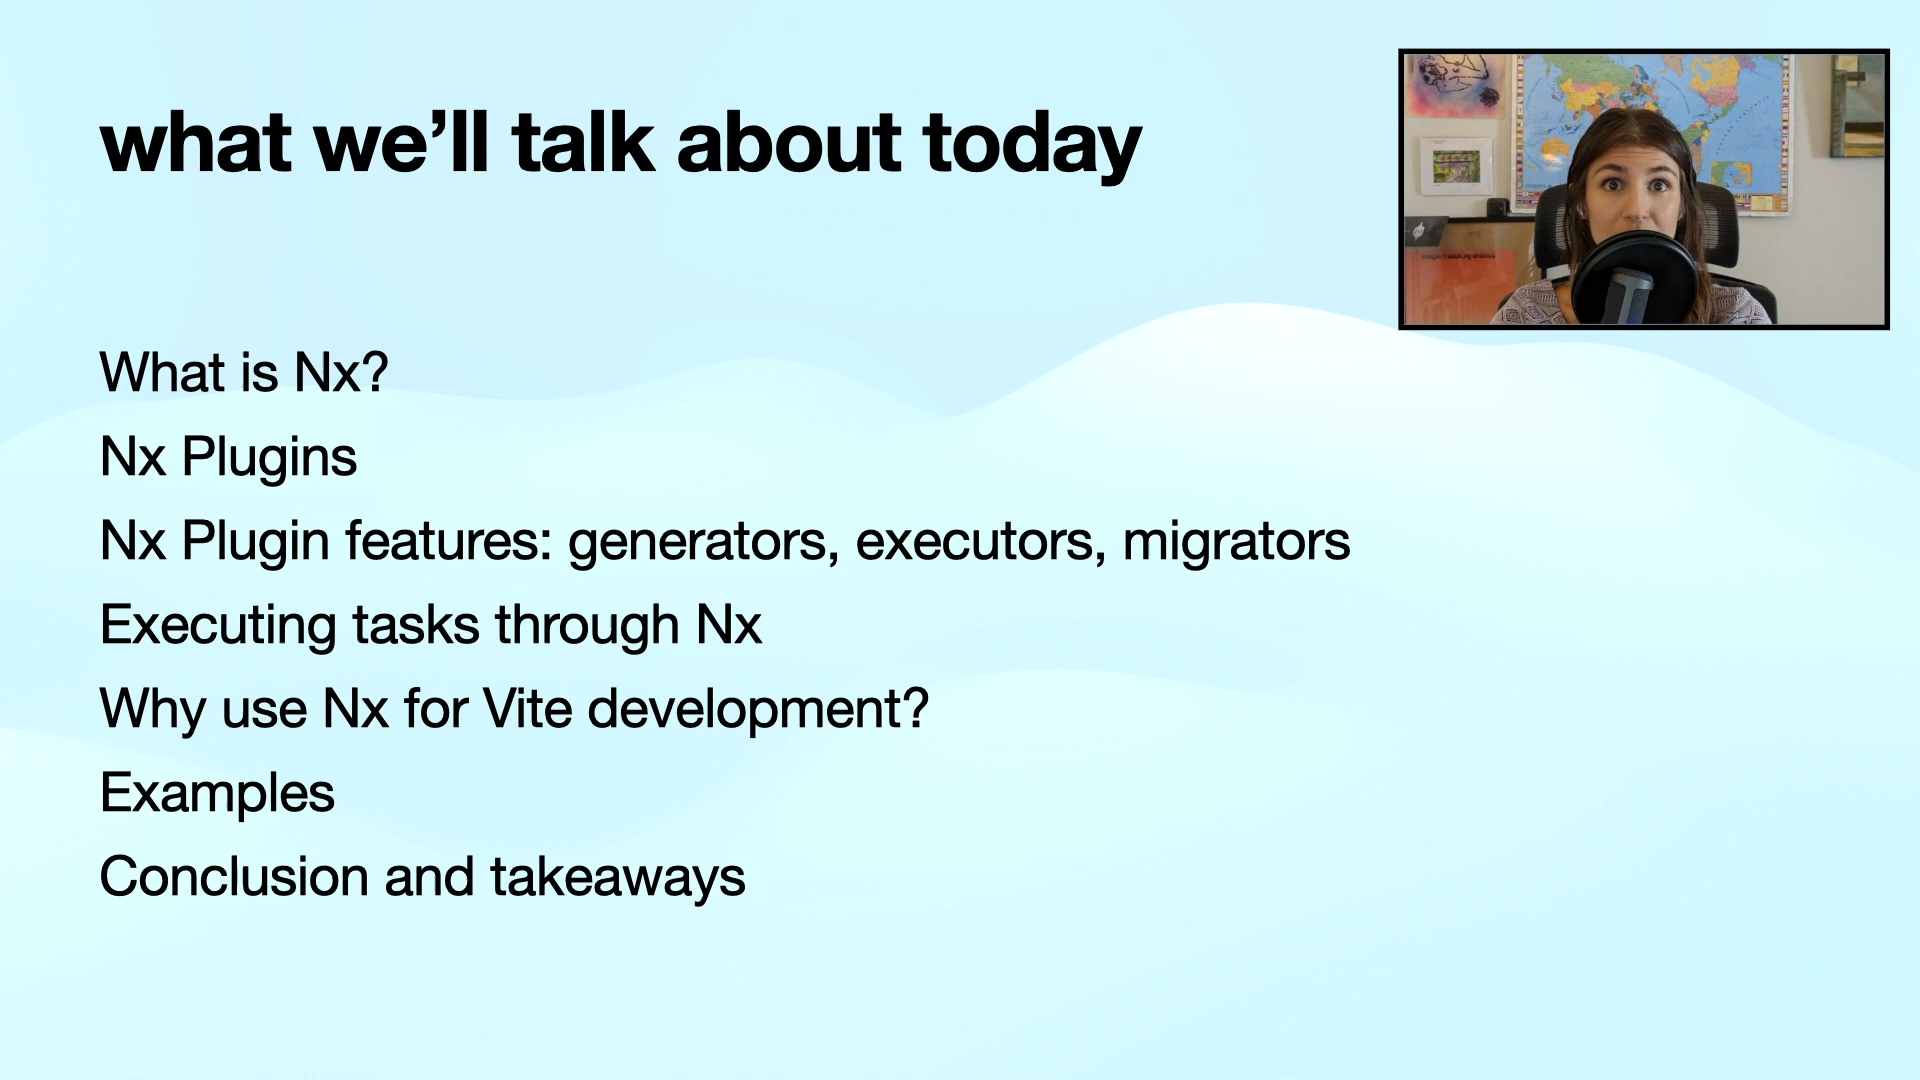 what we’ll talk about today
What is Nx?
Nx Plugins
Nx Plugin features: generators, executors, migrators
Executing tasks through Nx
Why use Nx for Vite development?
Examples
Conclusion and takeaways